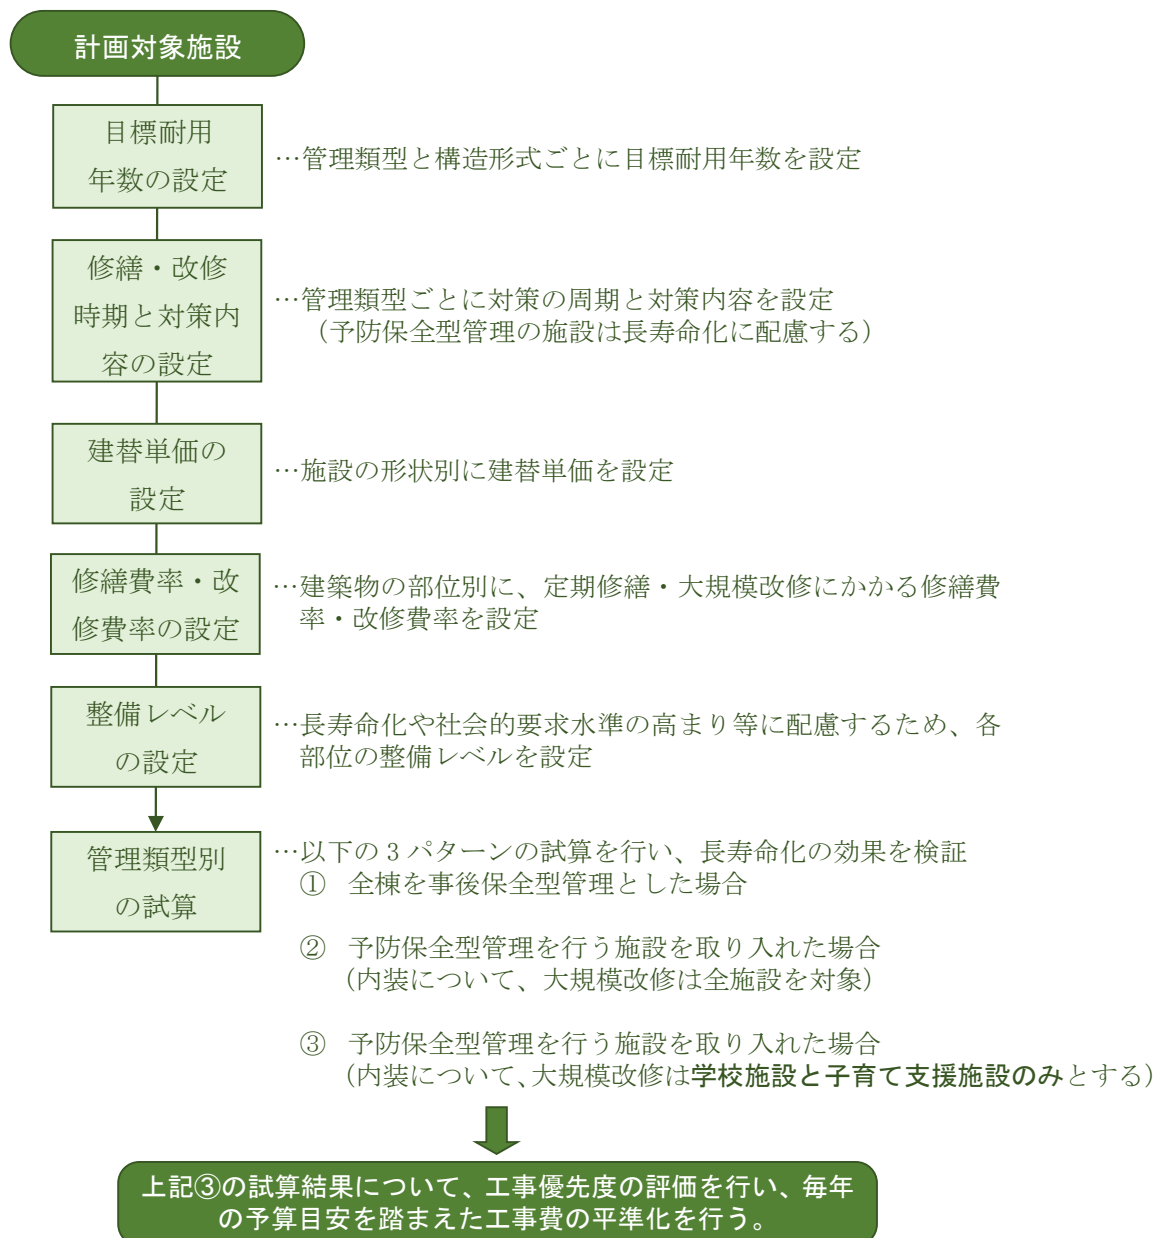 計画対象施設
目標耐用
年数の設定
…管理類型と構造形式ごとに目標耐用年数を設定
修繕・改修
時期と対策内
容の設定
…管理類型ごとに対策の周期と対策内容を設定
（予防保全型管理の施設は長寿命化に配慮する）
建替単価の
設定
…施設の形状別に建替単価を設定
修繕費率・改
修費率の設定
…建築物の部位別に、定期修繕・大規模改修にかかる修繕費
率・改修費率を設定
整備レベル
の設定
…長寿命化や社会的要求水準の高まり等に配慮するため、各
部位の整備レベルを設定
管理類型別
の試算
…以下の 3 パターンの試算を行い、長寿命化の効果を検証
① 全棟を事後保全型管理とした場合
② 予防保全型管理を行う施設を取り入れた場合
（内装について、大規模改修は全施設を対象）
③ 予防保全型管理を行う施設を取り入れた場合
（内装について、大規模改修は学校施設と子育て支援施設のみとする）
上記③の試算結果について、工事優先度の評価を行い、毎年
の予算目安を踏まえた工事費の平準化を行う。